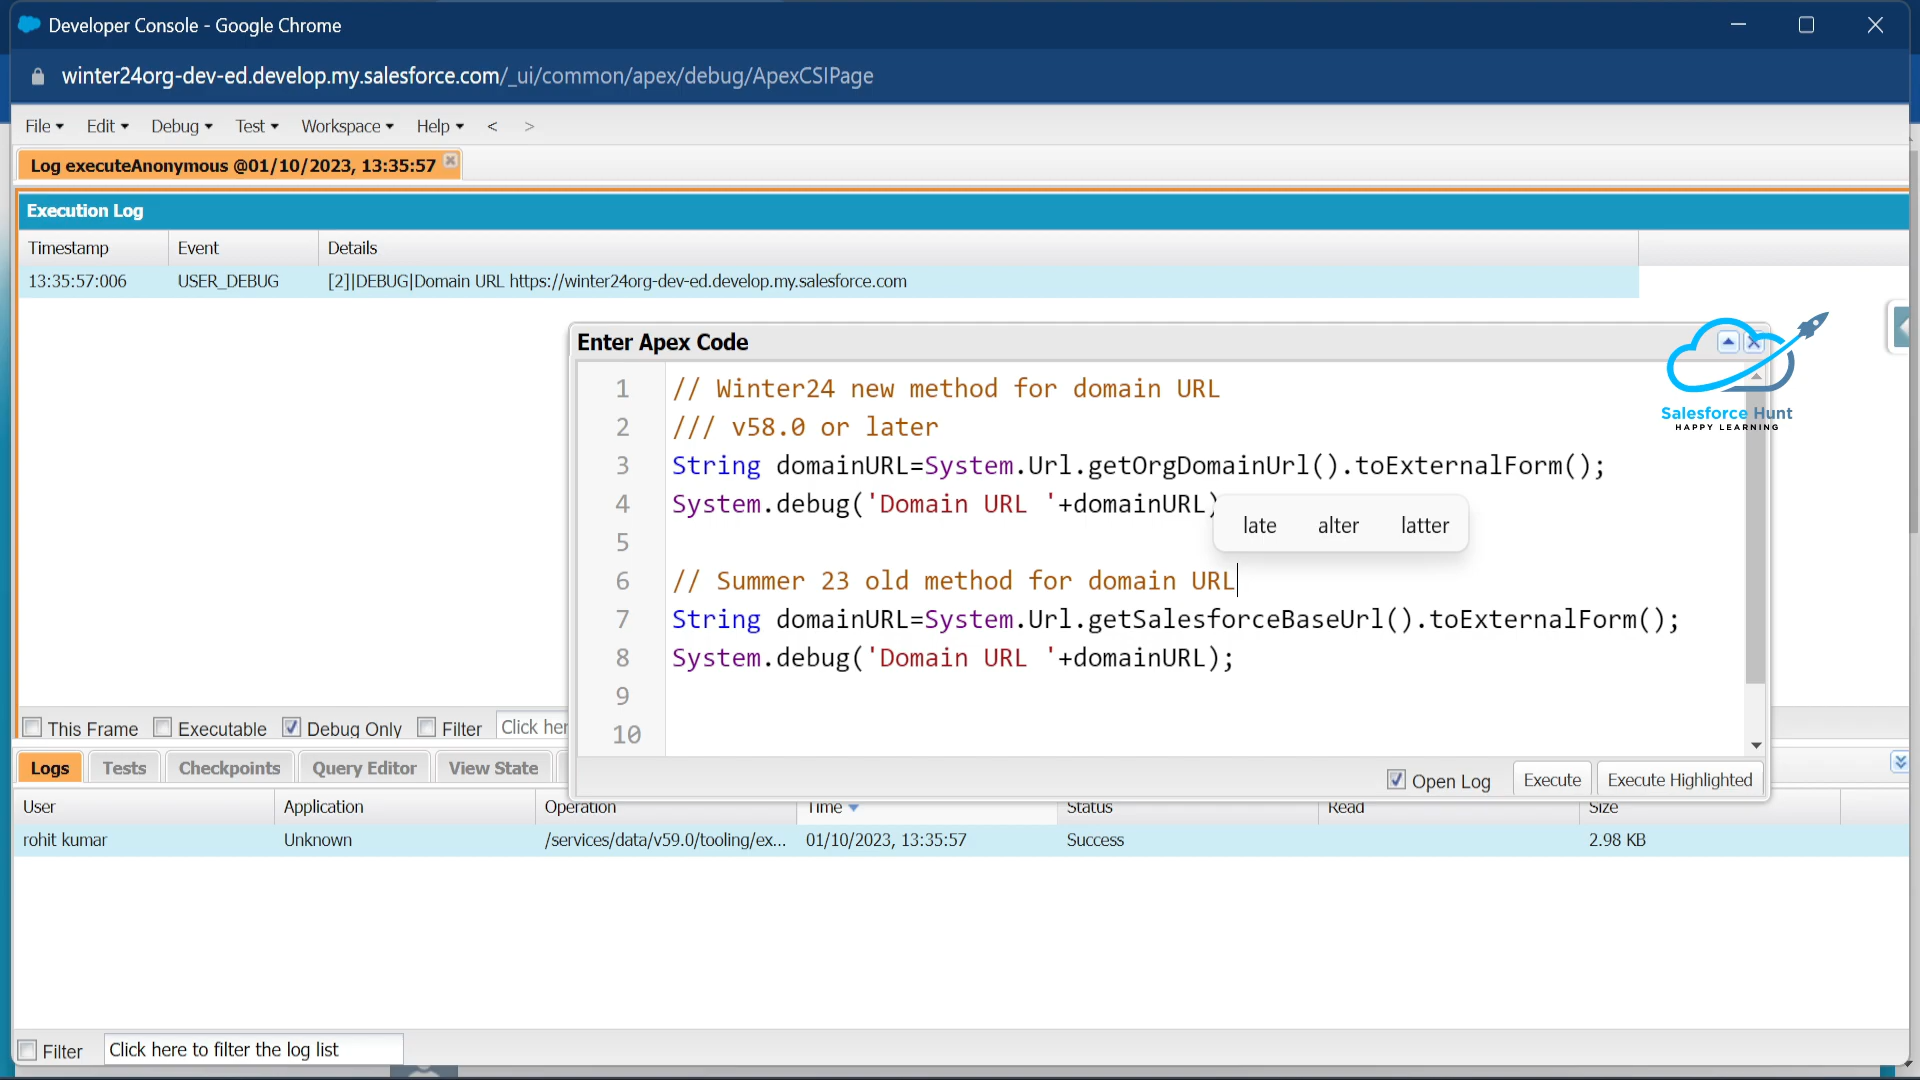 Developer Console - Google Chrome
winter24org-dev-ed.develop.my.salesforce.com/_ui/common/apex/debug/ApexCSIPage
File Edit Debug Test Workspace Help < >
Log executeAnonymous @01/10/2023, 13:35:57
Execution Log
Timestamp Event Details
13:35:57:006 USER_DEBUG [2]|DEBUG|Domain URL https://winter24org-dev-ed.develop.my.salesforce.com
Enter Apex Code
Salesforce Hunt
HAPPY LEARNING
1 // Winter24 new method for domain URL
2 /// v58.0 or later
3 String domainURL=System.Url.getOrgDomainUrl().toExternalForm();
4 System.debug('Domain URL '+domainURL)
late alter latter
5
6 // Summer 23 old method for domain URL
7 String domainURL=System.Url.getSalesforceBaseUrl().toExternalForm();
8 System.debug('Domain URL '+domainURL);
9
10
This Frame Executable Debug Only Filter Click her
Open Log Execute Execute Highlighted
Logs Tests Checkpoints Query Editor View State
User Application Operation Time Status Read Size
rohit kumar Unknown /services/data/v59.0/tooling/ex... 01/10/2023, 13:35:57 Success 2.98 KB
Filter Click here to filter the log list